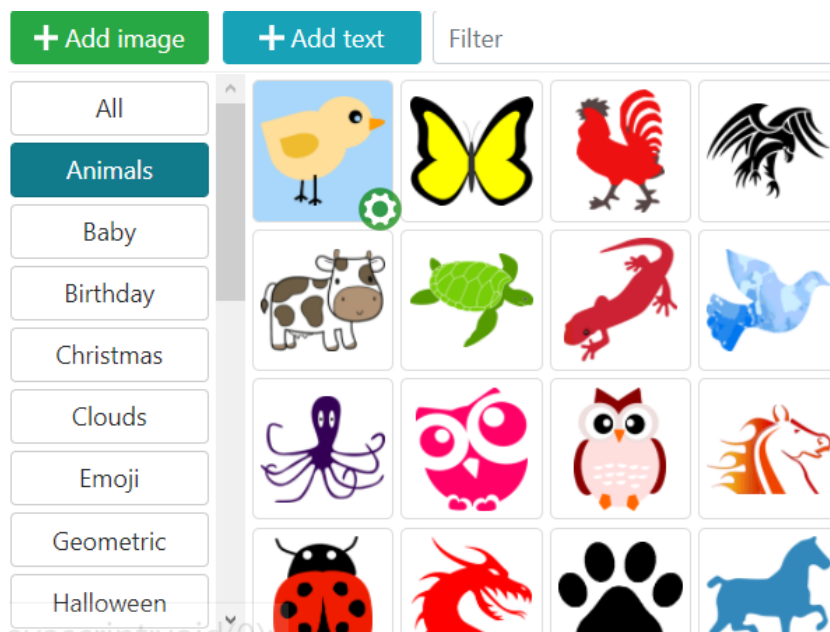 Add image
Add text
Filter
All
Animals
Baby
Birthday
Christmas
Clouds
Emoji
Geometric
Halloween